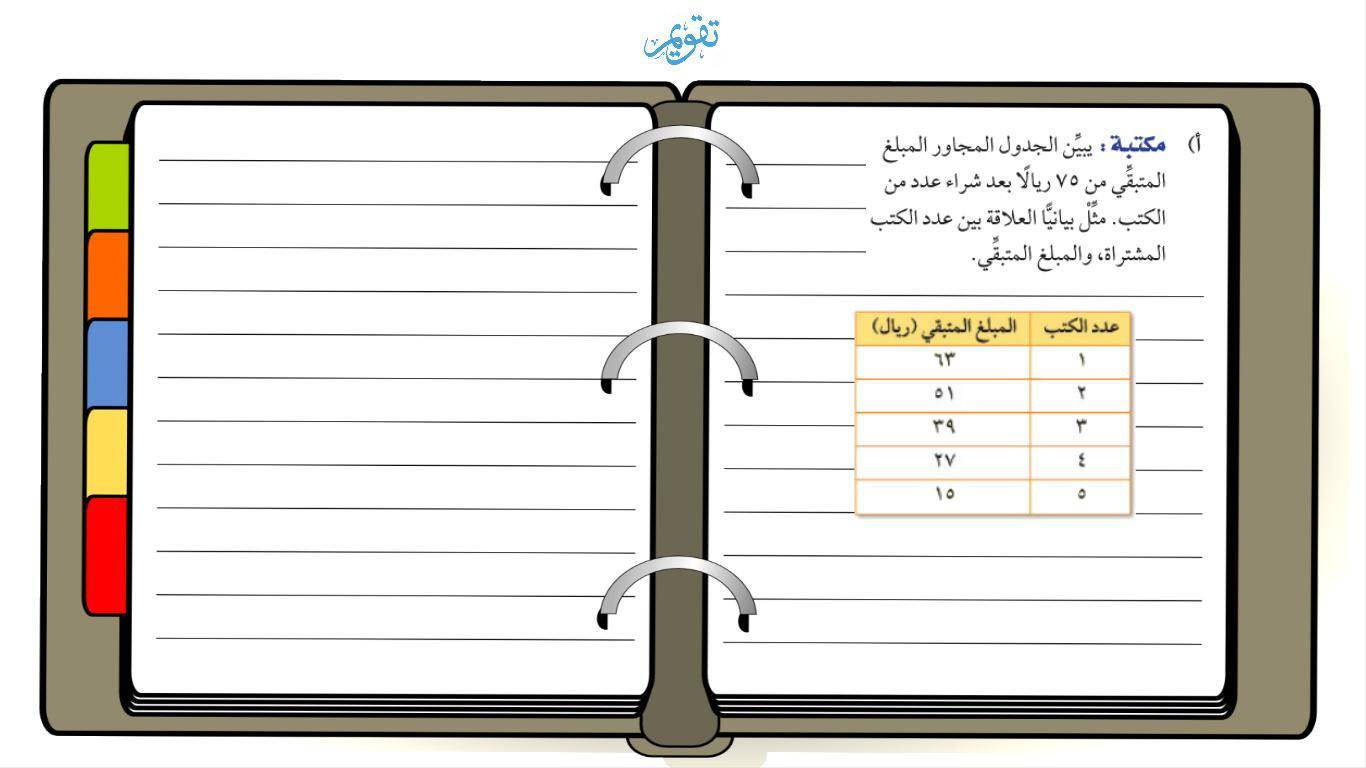 تقويم
أ) مكتبة : يبيِّن الجدول المجاور المبلغ
المتبقِّي من ٧٥ ريالًا بعد شراء عدد من
الكتب. مثِّلْ بيانيًّا العلاقة بين عدد الكتب
المشتراة، والمبلغ المتبقِّي.
عدد الكتب المبلغ المتبقي (ريال)
١ ٦٣
٢ ٥١
٣ ٣٩
٤ ٢٧
٥ ١٥